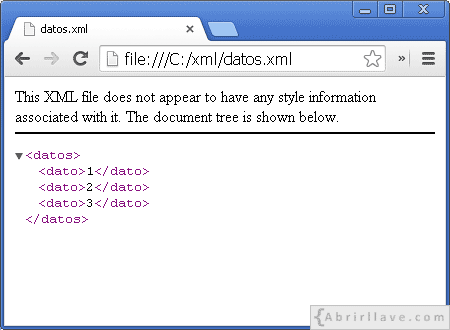 datos.xml
file:///C:/xml/datos.xml
This XML file does not appear to have any style information
associated with it. The document tree is shown below.
<datos>
<dato>1</dato>
<dato>2</dato>
<dato>3</dato>
</datos>
{Abrirllave.com